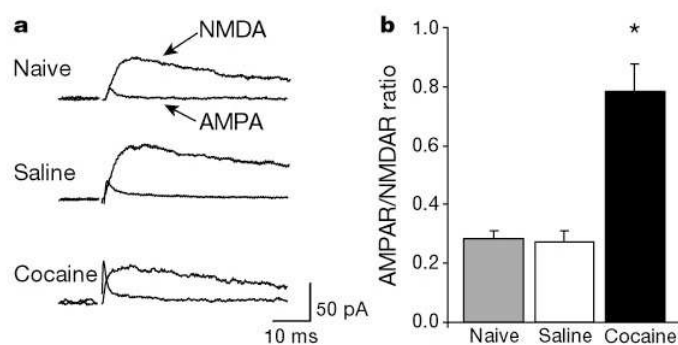 a
NMDA
Naive
AMPA
Saline
Cocaine
50 pA
10 ms
b
*
AMPAR/NMDAR ratio
1.0
0.8
0.6
0.4
0.2
0.0
Naive Saline Cocaine